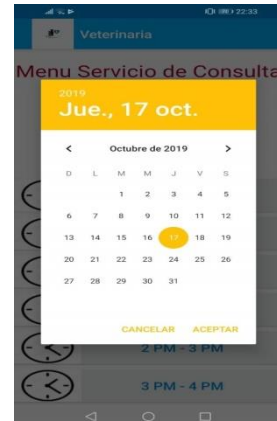 22:33
Veterinaria
Menu Servicio de Consulta
2019
Jue., 17 oct.
Octubre de 2019
D L M M J V S
1 2 3 4 5
6 7 8 9 10 11 12
13 14 15 16 17 18 19
20 21 22 23 24 25 26
27 28 29 30 31
CANCELAR ACEPTAR
2 PM - 3 PM
3 PM - 4 PM